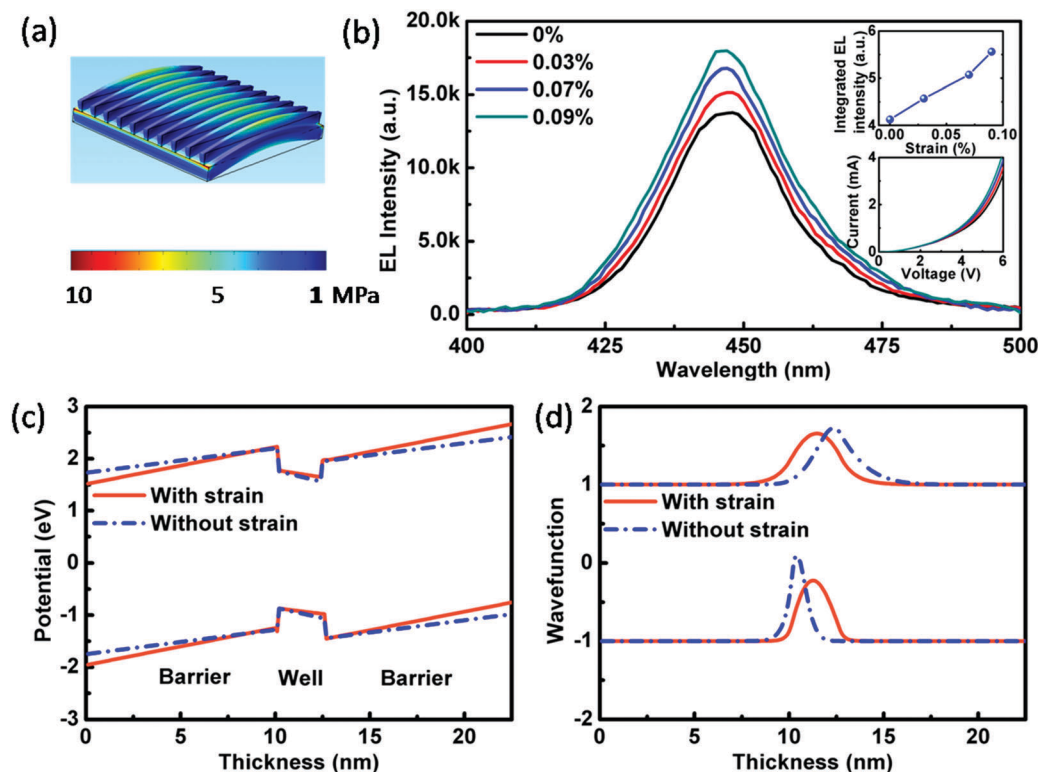 (a)
10
5
1 MPa
(b)
EL Intensity (a.u.)
20.0k
15.0k
10.0k
5.0k
0.0
0%
0.03%
0.07%
0.09%
400
425
450
475
500
Wavelength (nm)
Integrated EL
intensity (a.u.)
6
5
4
0.00
0.05
0.10
Strain (%)
Current (mA)
4
2
0
2
4
6
Voltage (V)
(c)
Potential (eV)
3
2
1
0
-1
-2
-3
With strain
Without strain
Barrier
Well
Barrier
0
5
10
15
20
Thickness (nm)
(d)
Wavefunction
2
1
0
-1
-2
With strain
Without strain
0
5
10
15
20
Thickness (nm)